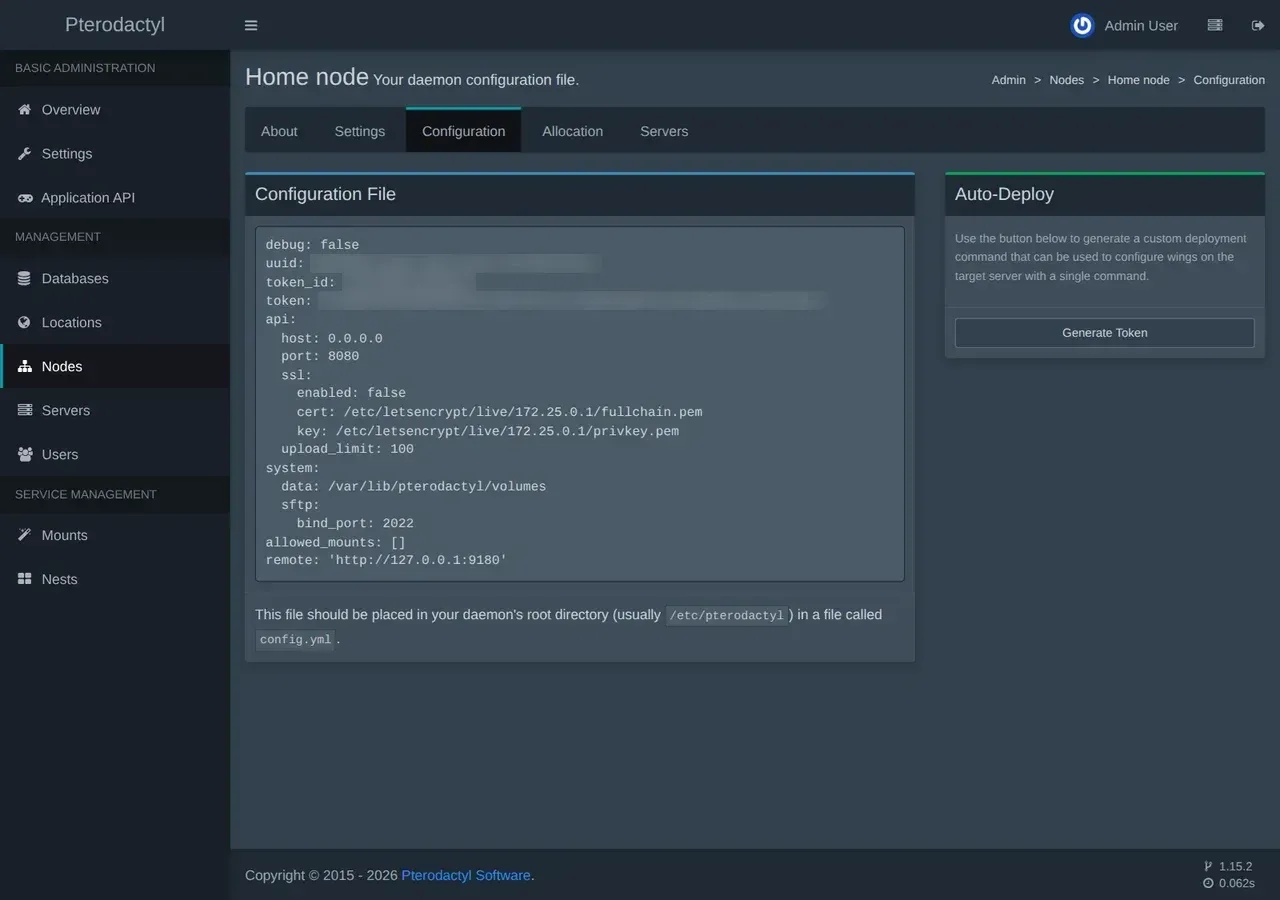 Pterodactyl
Admin User
BASIC ADMINISTRATION
Overview
Settings
Application API
MANAGEMENT
Databases
Locations
Nodes
Servers
Users
SERVICE MANAGEMENT
Mounts
Nests
Home node Your daemon configuration file.
Admin > Nodes > Home node > Configuration
About Settings Configuration Allocation Servers
Configuration File
debug: false
uuid:
token_id:
token:
api:
  host: 0.0.0.0
  port: 8080
  ssl:
    enabled: false
    cert: /etc/letsencrypt/live/172.25.0.1/fullchain.pem
    key: /etc/letsencrypt/live/172.25.0.1/privkey.pem
  upload_limit: 100
system:
  data: /var/lib/pterodactyl/volumes
  sftp:
    bind_port: 2022
allowed_mounts: []
remote: 'http://127.0.0.1:9180'
This file should be placed in your daemon's root directory (usually /etc/pterodactyl ) in a file called
config.yml .
Auto-Deploy
Use the button below to generate a custom deployment
command that can be used to configure wings on the
target server with a single command.
Generate Token
Copyright © 2015 - 2026 Pterodactyl Software.
1.15.2
0.062s